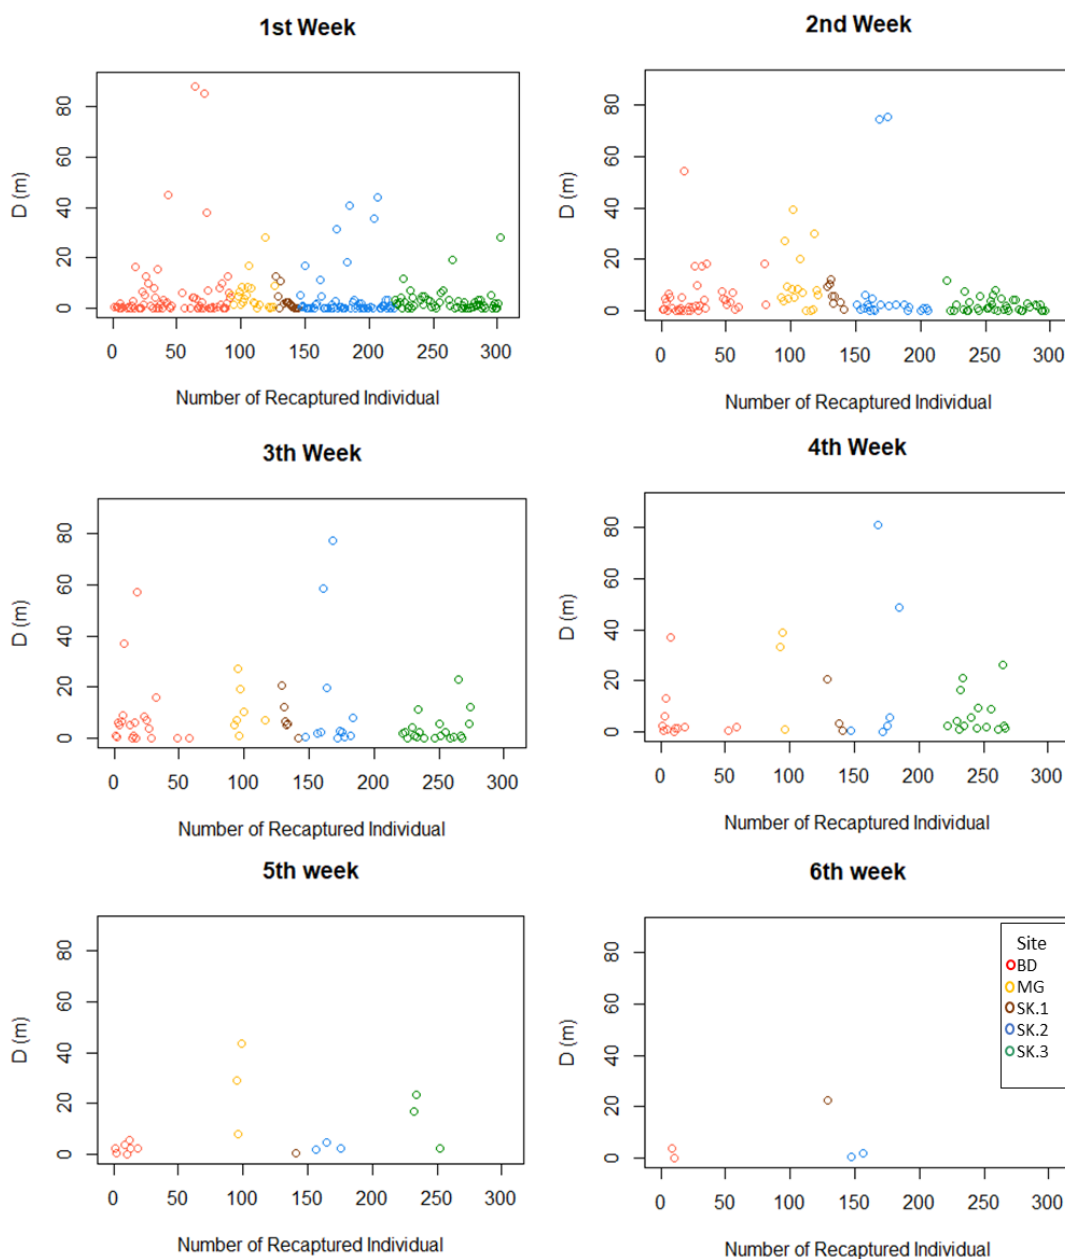 1st Week
80
60
40
20
0
D (m)
0 50 100 150 200 250 300
Number of Recaptured Individual
2nd Week
80
60
40
20
0
D (m)
0 50 100 150 200 250 300
Number of Recaptured Individual
3th Week
80
60
40
20
0
D (m)
0 50 100 150 200 250 300
Number of Recaptured Individual
4th Week
80
60
40
20
0
D (m)
0 50 100 150 200 250 300
Number of Recaptured Individual
5th week
80
60
40
20
0
D (m)
0 50 100 150 200 250 300
Number of Recaptured Individual
6th week
80
60
40
20
0
D (m)
0 50 100 150 200 250 300
Number of Recaptured Individual
Site
BD
MG
SK.1
SK.2
SK.3